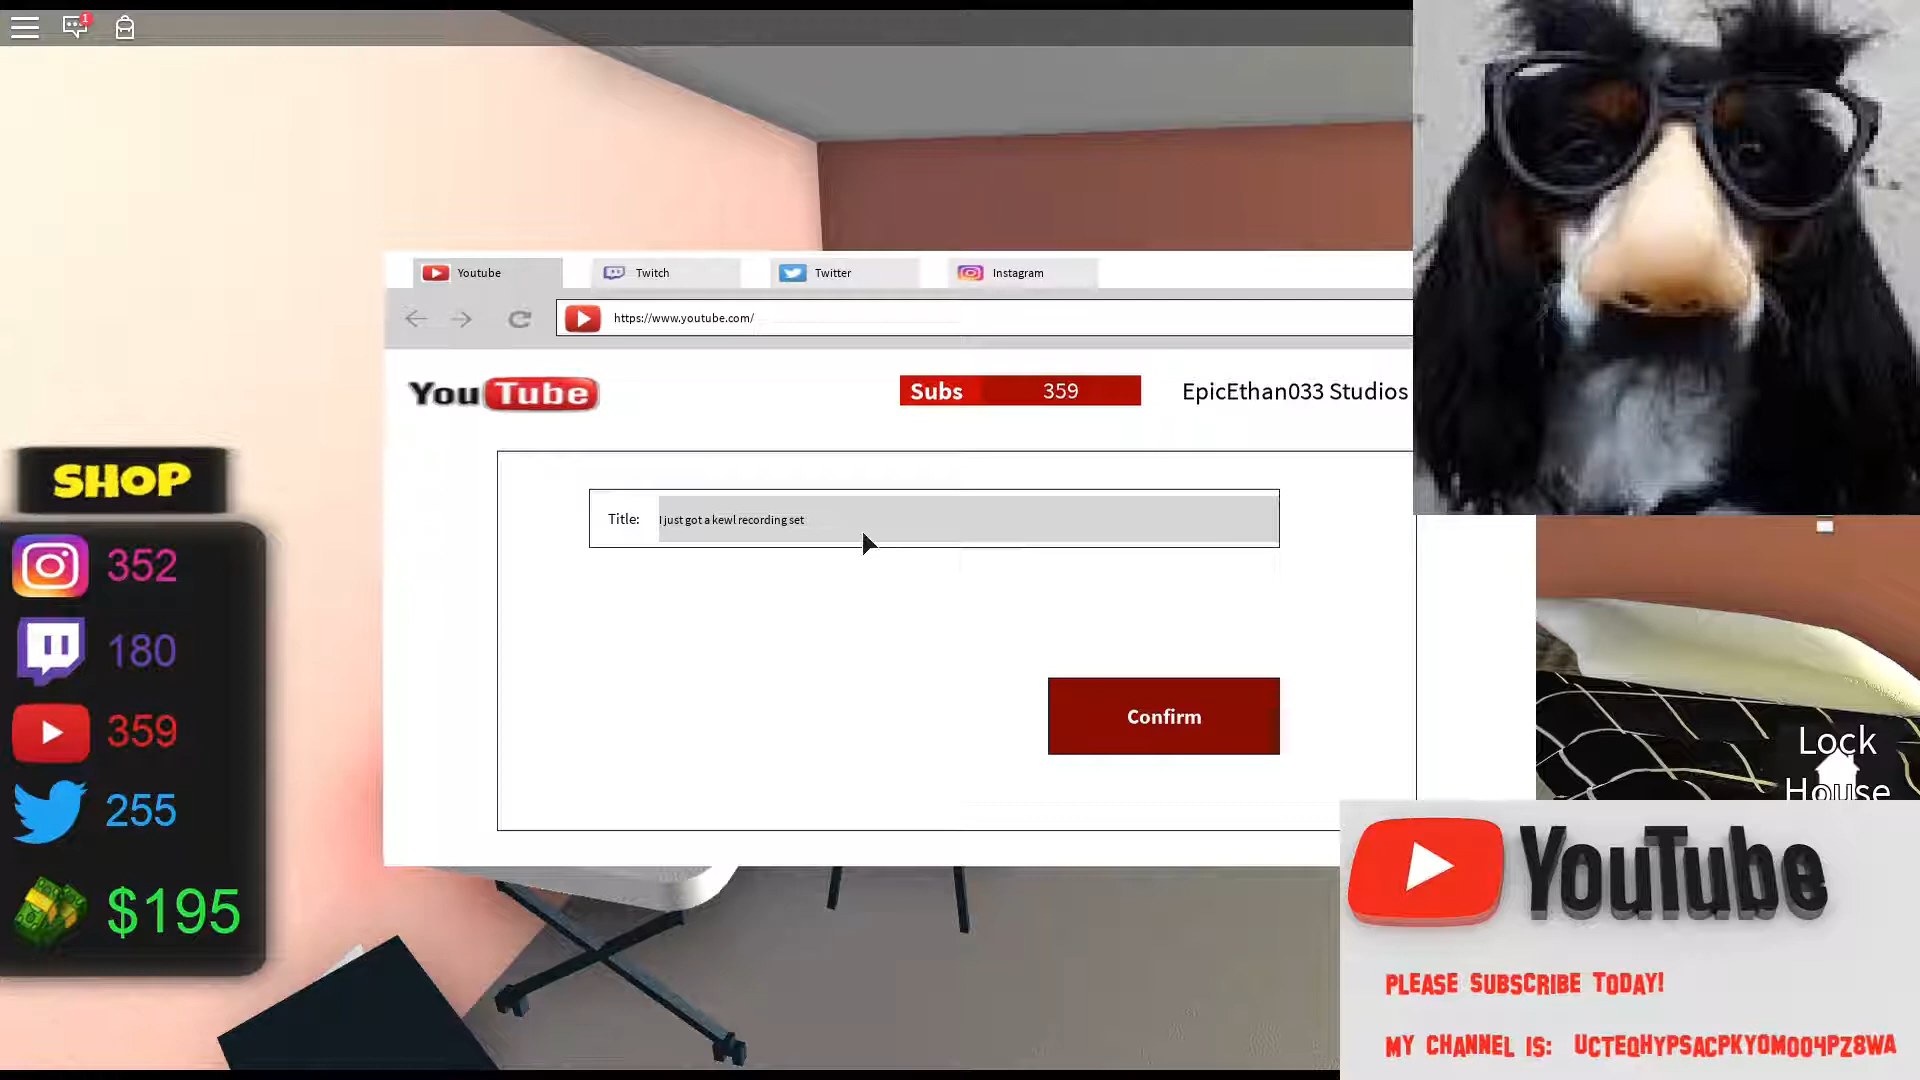 1
Youtube
Twitch
Twitter
Instagram
https://www.youtube.com/
YouTube
Subs 359
EpicEthan033 Studios
Title: I just got a kewl recording set
Confirm
SHOP
352
180
359
255
$195
Lock
House
YouTube
PLEASE SUBSCRIBE TODAY!
MY CHANNEL IS: UCTEQHYPSACPKYOMOO4PZ8WA